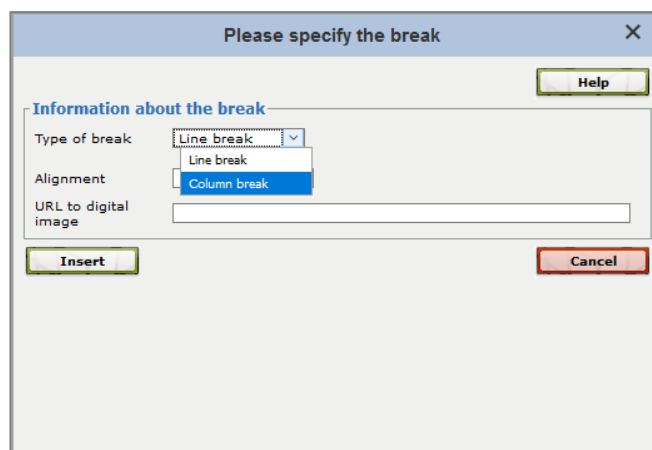 Please specify the break
Help
Information about the break
Type of break
Line break
Line break
Alignment
Column break
URL to digital
image
Insert
Cancel